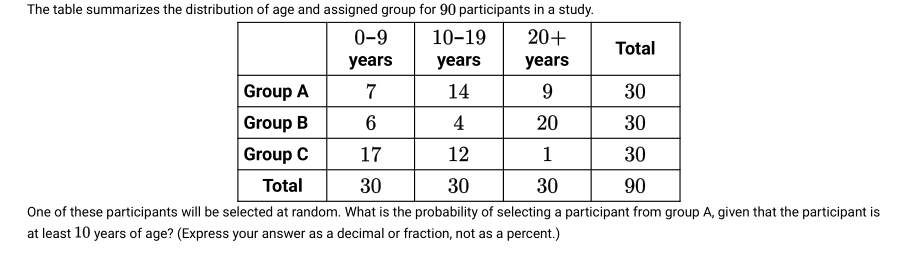 The table summarizes the distribution of age and assigned group for 90 participants in a study.
0–9 years 10–19 years 20+ years Total
Group A 7 14 9 30
Group B 6 4 20 30
Group C 17 12 1 30
Total 30 30 30 90
One of these participants will be selected at random. What is the probability of selecting a participant from group A, given that the participant is
at least 10 years of age? (Express your answer as a decimal or fraction, not as a percent.)